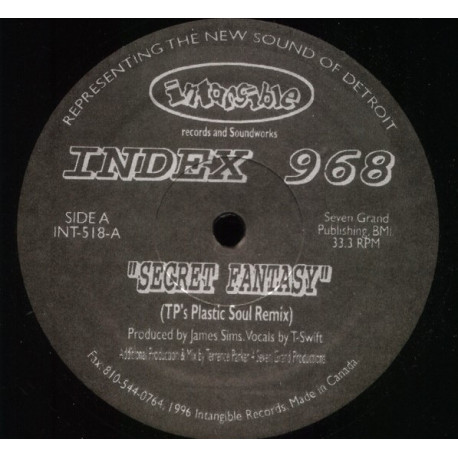 REPRESENTING THE NEW SOUND OF DETROIT
intangible
records and Soundworks
INDEX 968
SIDE A
INT-518-A
Seven Grand
Publishing, BMI.
33.3 RPM
"SECRET FANTASY"
(TP's Plastic Soul Remix)
Produced by James Sims. Vocals by T-Swift
Additional Production & Mix by Terrence Parker 4 Seven Grand Productions
Fax: 810-544-0764, 1996 Intangible Records, Made in Canada.